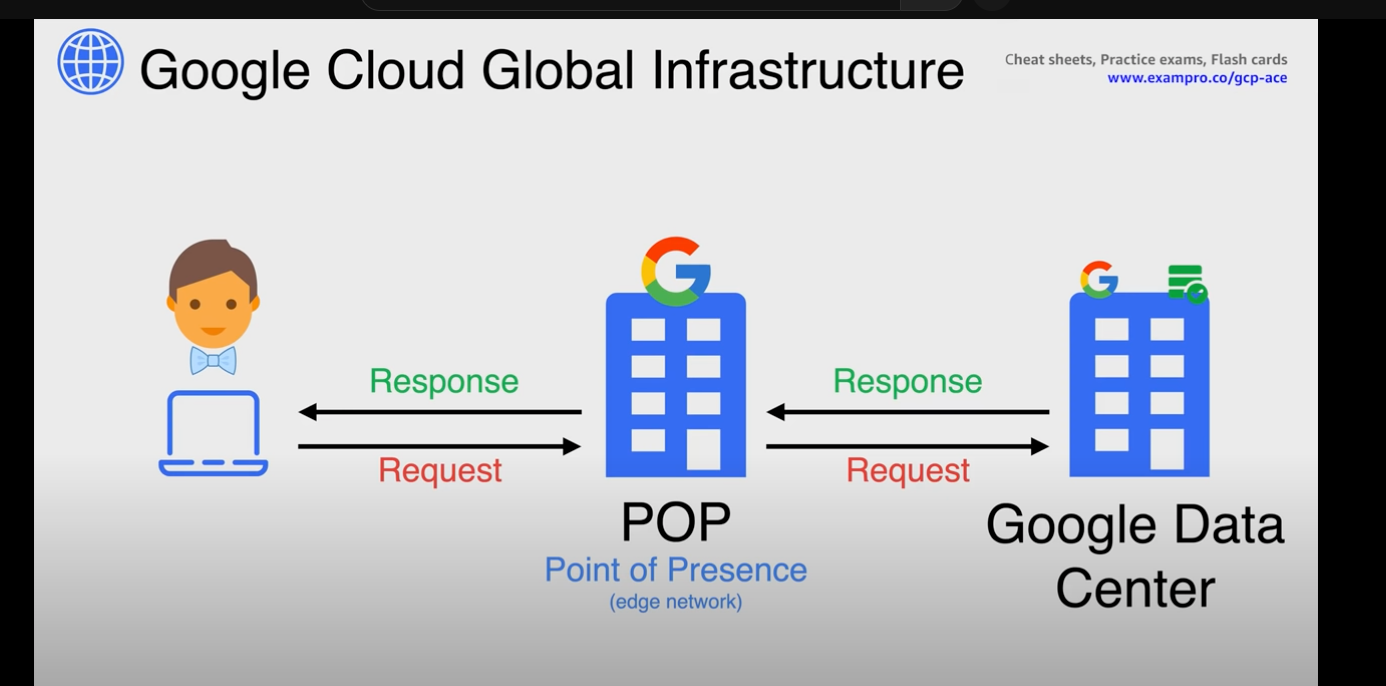 Google Cloud Global Infrastructure
Cheat sheets, Practice exams, Flash cards
www.exampro.co/gcp-ace
Response
Request
Response
Request
POP
Point of Presence
(edge network)
Google Data
Center